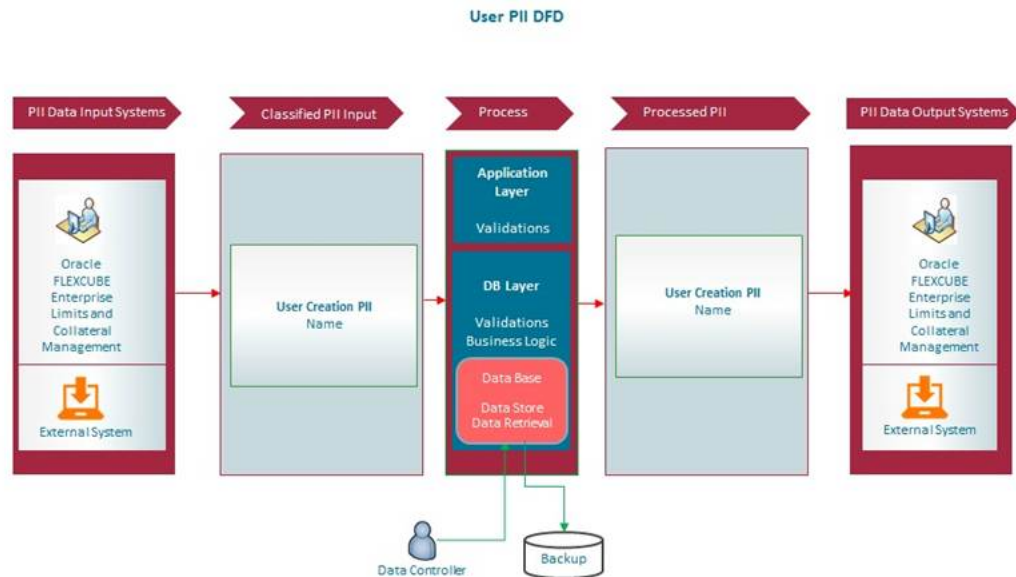 User PII DFD
PII Data Input Systems
Classified PII Input
Process
Processed PII
PII Data Output Systems
Oracle
FLEXCUBE
Enterprise
Limits and
Collateral
Management
External System
User Creation PII
Name
Application
Layer
Validations
DB Layer
Validations
Business Logic
Data Base
Data Store
Data Retrieval
User Creation PII
Name
Oracle
FLEXCUBE
Enterprise
Limits and
Collateral
Management
External System
Data Controller
Backup